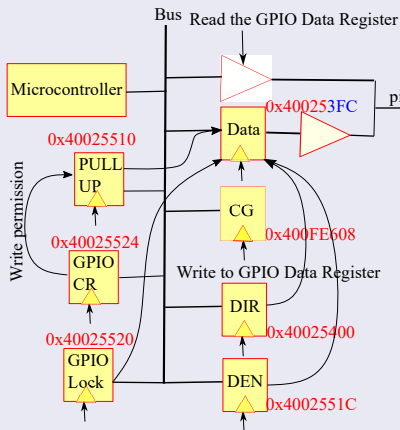 Bus
Read the GPIO Data Register
Microcontroller
0x400253FC
Data
0x40025510
PULL
UP
Write permission
0x40025524
GPIO
CR
CG
0x400FE608
Write to GPIO Data Register
DIR
0x40025400
0x40025520
GPIO
Lock
DEN
0x4002551C